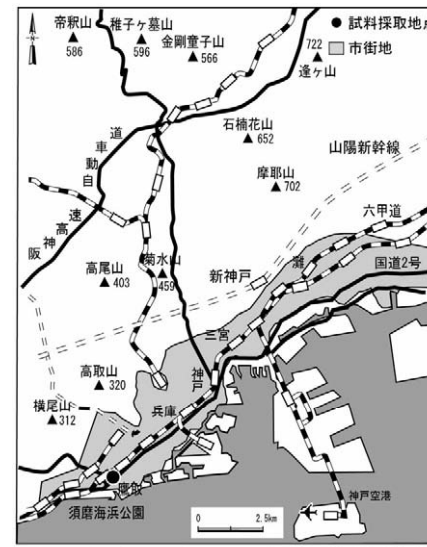 帝釈山
586
稚子ヶ墓山
596
金剛童子山
566
722
逢ヶ山
試料採取地点
市街地
石楠花山
652
山陽新幹線
摩耶山
702
六甲道
阪神高速自動車道
菊水山
459
高尾山
403
新神戸
灘
国道2号
三宮
神戸
高取山
320
兵庫
横尾山
312
鷹取
須磨海浜公園
神戸空港
0
2.5km